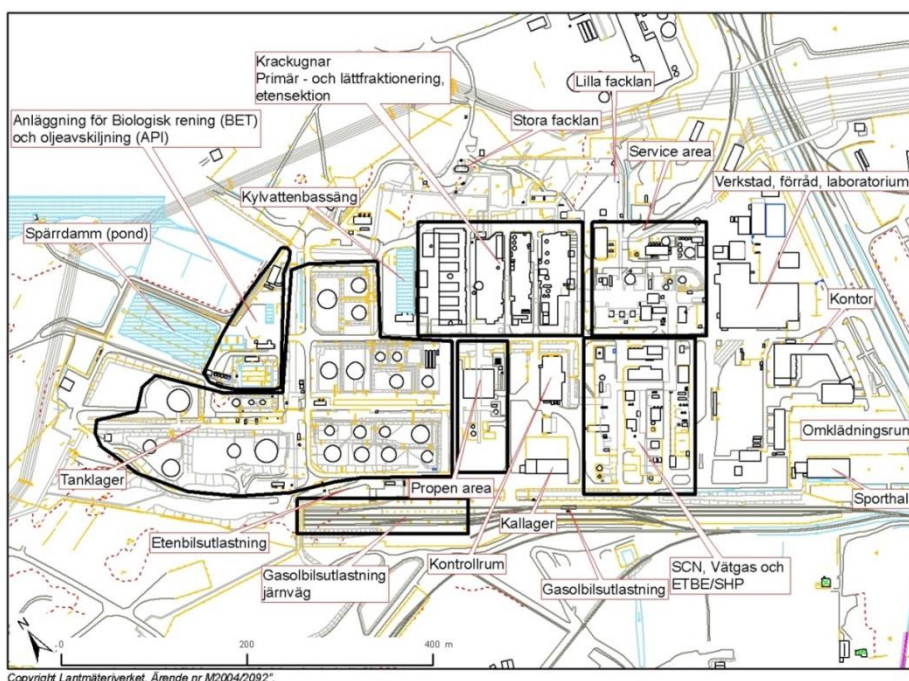 Krackugnar
Primär - och lättfraktionering,
etensektion
Lilla facklan
Anläggning för Biologisk rening (BET)
och oljeavskiljning (API)
Stora facklan
Service area
Verkstad, förråd, laboratorium
Kylvattenbassäng
Spärrdamm (pond)
Kontor
Omklädningsrun
Tanklager
Propen area
Sporthal
Kallager
Etenbilsutlastning
Kontrollrum
Gasolbilsutlastning
järnväg
Gasolbilsutlastning
SCN, Vätgas och
ETBE/SHP
N
0 200 400 m
Copyright Lantmäteriverket. Ärende nr M2004/2092".